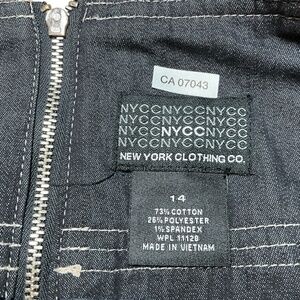 CA 07043
NYCCNYCCNYCC
NYCCNYCCNYCC
NYCCNYCCNYCC
NYCCNYCCNYCC
NEW YORK CLOTHING CO.
14
73% COTTON
26% POLYESTER
1% SPANDEX
WPL 11128
MADE IN VIETNAM